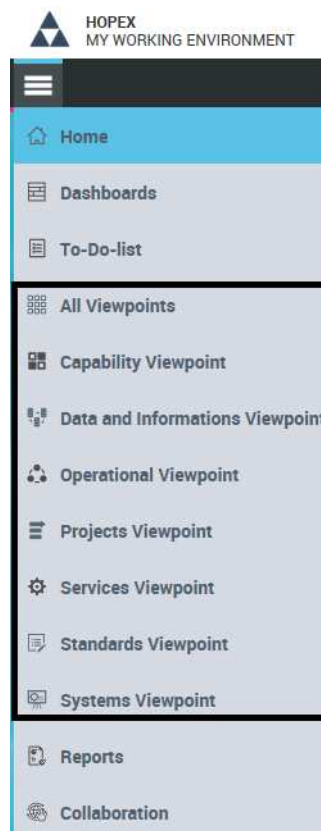 HOPEX
MY WORKING ENVIRONMENT
Home
Dashboards
To-Do-list
All Viewpoints
Capability Viewpoint
Data and Informations Viewpoint
Operational Viewpoint
Projects Viewpoint
Services Viewpoint
Standards Viewpoint
Systems Viewpoint
Reports
Collaboration